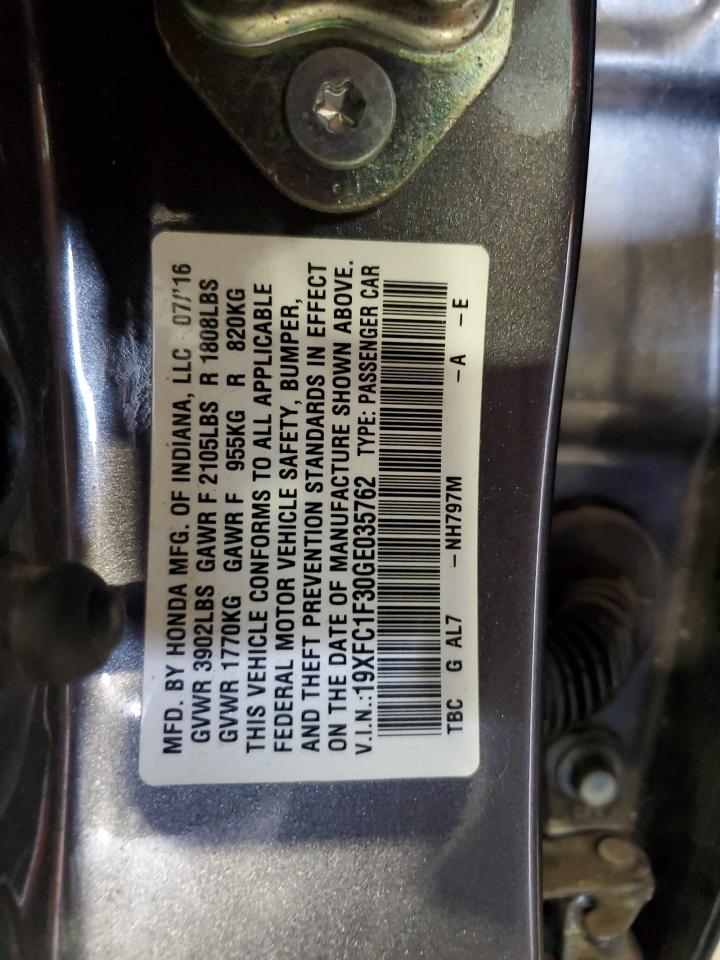 MFD. BY HONDA MFG. OF INDIANA, LLC 07/'16
GVWR 3902LBS GAWR F 2105LBS R 1808LBS
GVWR 1770KG GAWR F 955KG R 820KG
THIS VEHICLE CONFORMS TO ALL APPLICABLE
FEDERAL MOTOR VEHICLE SAFETY, BUMPER,
AND THEFT PREVENTION STANDARDS IN EFFECT
ON THE DATE OF MANUFACTURE SHOWN ABOVE.
V.I.N.:19XFC1F30GE035762 TYPE: PASSENGER CAR
TBC G AL7 -NH797M -A -E